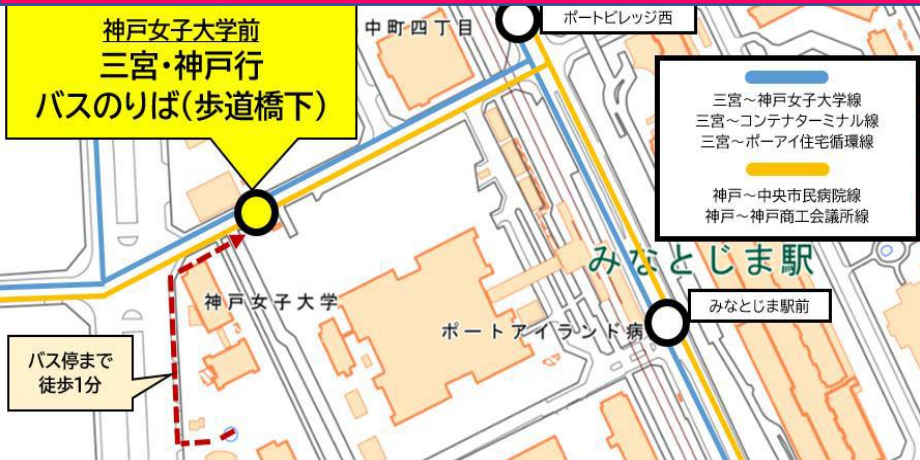 神戸女子大学前
三宮・神戸行
バスのりば(歩道橋下)
中町四丁目
ポートビレッジ西
三宮～神戸女子大学線
三宮～コンテナターミナル線
三宮～ポーアイ住宅循環線
神戸～中央市民病院線
神戸～神戸商工会議所線
みなとじま駅
みなとじま駅前
神戸女子大学
ポートアイランド病
バス停まで
徒歩1分